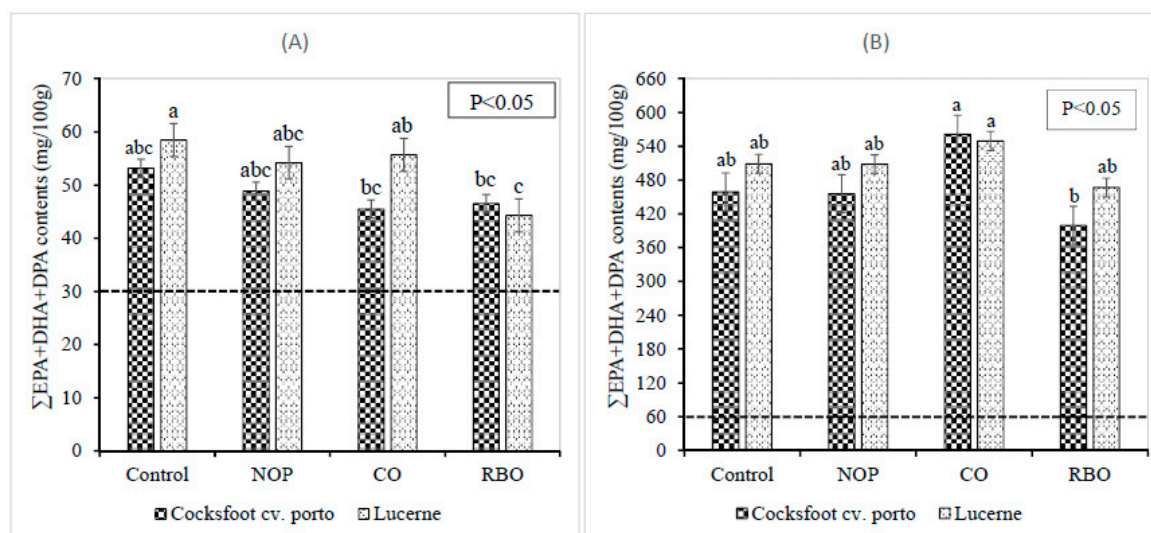 (A)
∑EPA+DHA+DPA contents (mg/100g)
70
60
50
40
30
20
10
0
P<0.05
abc
a
abc
abc
bc
ab
bc
c
Control
NOP
CO
RBO
Cocksfoot cv. porto
Lucerne
(B)
∑EPA+DHA+DPA contents (mg/100g)
660
600
540
480
420
360
300
240
180
120
60
0
P<0.05
ab
ab
ab
ab
a
a
b
ab
Control
NOP
CO
RBO
Cocksfoot cv. porto
Lucerne